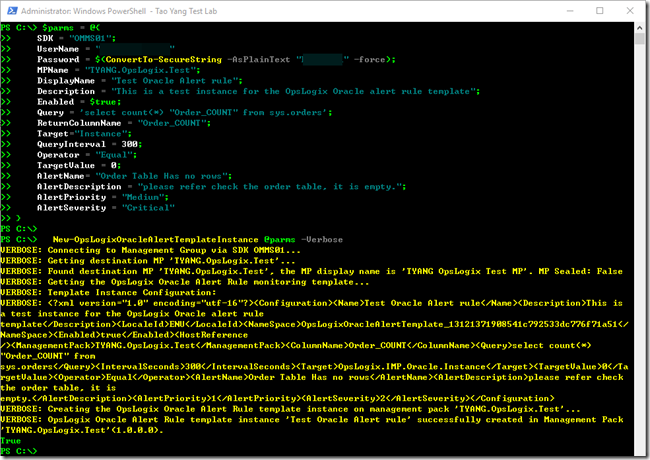 Administrator: Windows PowerShell - Tao Yang Test Lab
PS C:\> $parms = @{
>> SDK = "OMMS01";
>> UserName = " "
>> Password = $(ConvertTo-SecureString -AsPlainText " " -force);
>> MPName = "TYANG.OpsLogix.Test";
>> DisplayName = "Test Oracle Alert rule";
>> Description = "This is a test instance for the OpsLogix Oracle alert rule template";
>> Enabled = $true;
>> Query = 'select count(*) "Order_COUNT" from sys.orders';
>> ReturnColumnName = "Order_COUNT";
>> Target="Instance";
>> QueryInterval = 300;
>> Operator = "Equal";
>> TargetValue = 0;
>> AlertName= "Order Table Has no rows";
>> AlertDescription = "please refer check the order table, it is empty.";
>> AlertPriority = "Medium";
>> AlertSeverity = "Critical"
>> }
PS C:\>
PS C:\> New-OpsLogixOracleAlertTemplateInstance @parms -Verbose
VERBOSE: Connecting to Management Group via SDK OMMS01...
VERBOSE: Getting destination MP 'TYANG.OpsLogix.Test'...
VERBOSE: Found destination MP 'TYANG.OpsLogix.Test', the MP display name is 'TYANG OpsLogix Test MP'. MP Sealed: False
VERBOSE: Getting the OpsLogix Oracle Alert Rule monitoring template...
VERBOSE: Template Instance Configuration:
VERBOSE: <?xml version="1.0" encoding="utf-16"?><Configuration><Name>Test Oracle Alert rule</Name><Description>This is
a test instance for the OpsLogix Oracle alert rule
template</Description><LocaleId>ENU</LocaleId><NameSpace>OpsLogixOracleAlertTemplate_13121371908541c792533dc776f71a51</
NameSpace><Enabled>true</Enabled><HostReference
/><ManagementPack>TYANG.OpsLogix.Test</ManagementPack><ColumnName>Order_COUNT</ColumnName><Query>select count(*)
"Order_COUNT" from
sys.orders</Query><IntervalSeconds>300</IntervalSeconds><Target>OpsLogix.IMP.Oracle.Instance</Target><TargetValue>0</Ta
rgetValue><Operator>Equal</Operator><AlertName>Order Table Has no rows</AlertName><AlertDescription>please refer check
the order table, it is
empty.</AlertDescription><AlertPriority>1</AlertPriority><AlertSeverity>2</AlertSeverity></Configuration>
VERBOSE: Creating the OpsLogix Oracle Alert Rule template instance on management pack 'TYANG.OpsLogix.Test'...
VERBOSE: OpsLogix Oracle Alert Rule template instance 'Test Oracle Alert rule' successfully created in Management Pack
'TYANG.OpsLogix.Test'(1.0.0.0).
True
PS C:\>